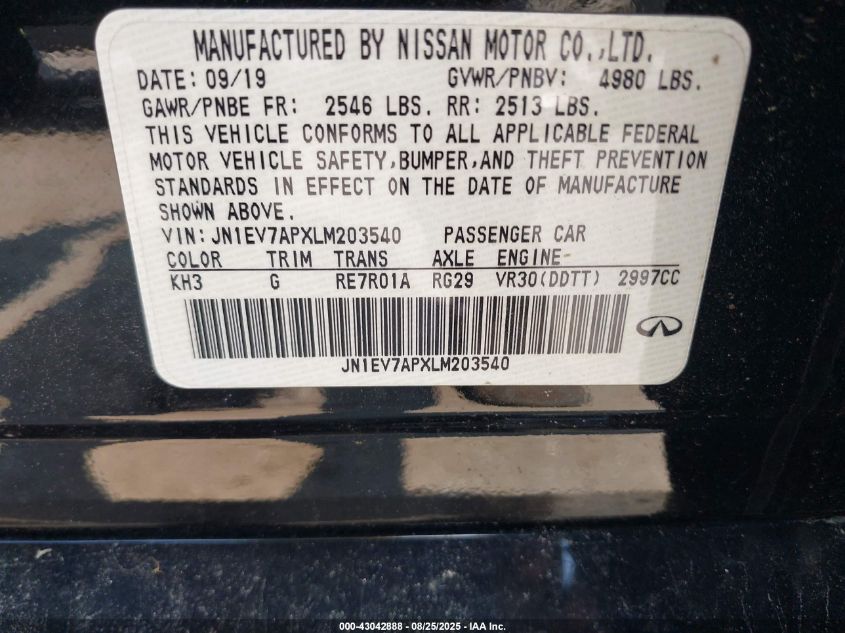 MANUFACTURED BY NISSAN MOTOR CO.,LTD.
DATE: 09/19 GVWR/PNBV: 4980 LBS.
GAWR/PNBE FR: 2546 LBS. RR: 2513 LBS.
THIS VEHICLE CONFORMS TO ALL APPLICABLE FEDERAL
MOTOR VEHICLE SAFETY,BUMPER,AND THEFT PREVENTION
STANDARDS IN EFFECT ON THE DATE OF MANUFACTURE
SHOWN ABOVE.
VIN:JN1EV7APXLM203540 PASSENGER CAR
COLOR TRIM TRANS AXLE ENGINE
KH3 G RE7R01A RG29 VR30(DDTT) 2997CC
JN1EV7APXLM203540
000-43042888 - 08/25/2025 - IAA Inc.